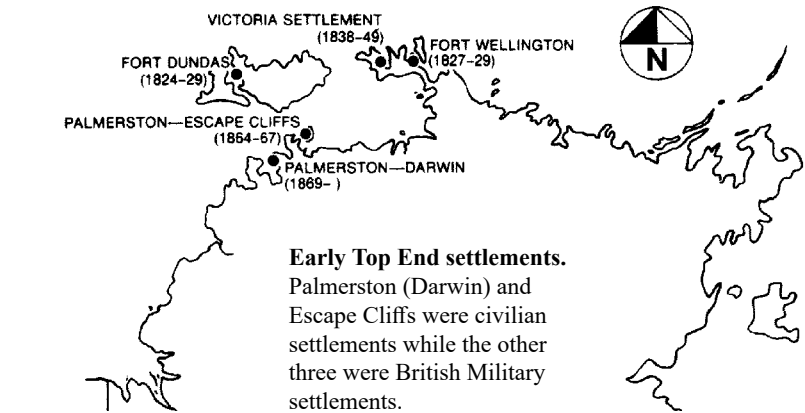 VICTORIA SETTLEMENT
(1838-49)
FORT WELLINGTON
(1827-29)
FORT DUNDAS
(1824-29)
N
PALMERSTON—ESCAPE CLIFFS
(1864-67)
PALMERSTON—DARWIN
(1869- )
Early Top End settlements.
Palmerston (Darwin) and
Escape Cliffs were civilian
settlements while the other
three were British Military
settlements.